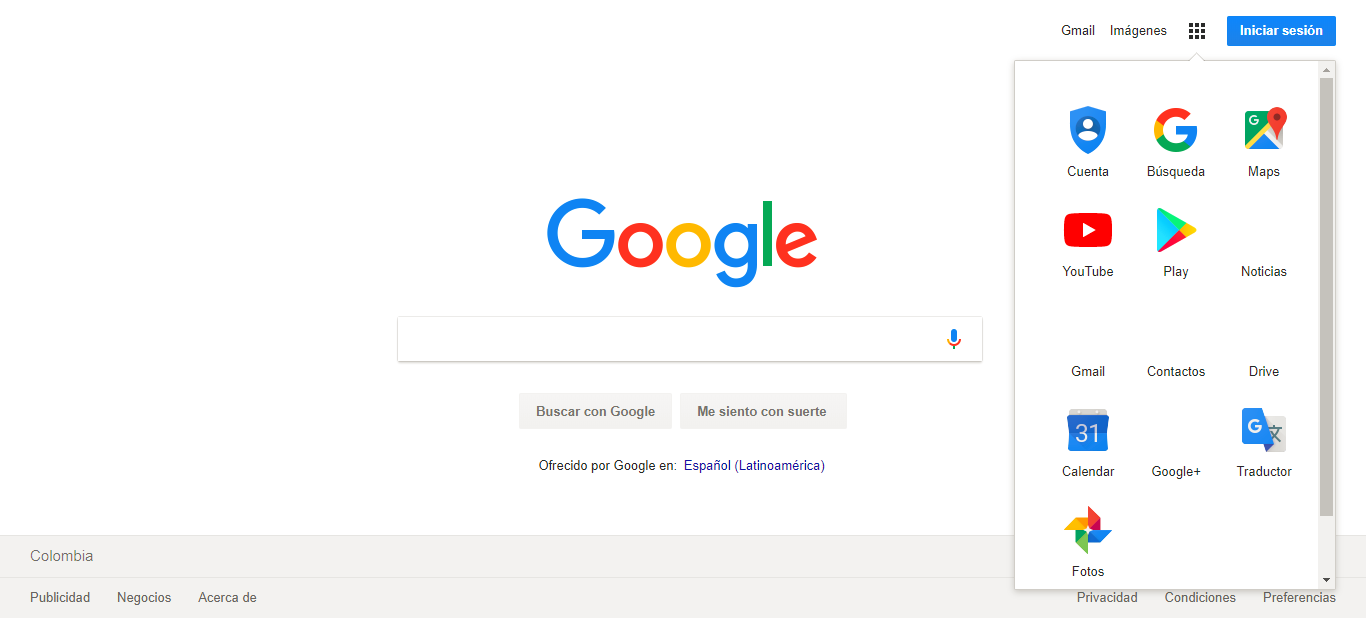 Gmail Imágenes Iniciar sesión
Cuenta Búsqueda Maps
YouTube Play Noticias
Gmail Contactos Drive
31
Calendar Google+ Traductor
Fotos
Google
Buscar con Google Me siento con suerte
Ofrecido por Google en: Español (Latinoamérica)
Colombia
Publicidad Negocios Acerca de
Privacidad Condiciones Preferencias